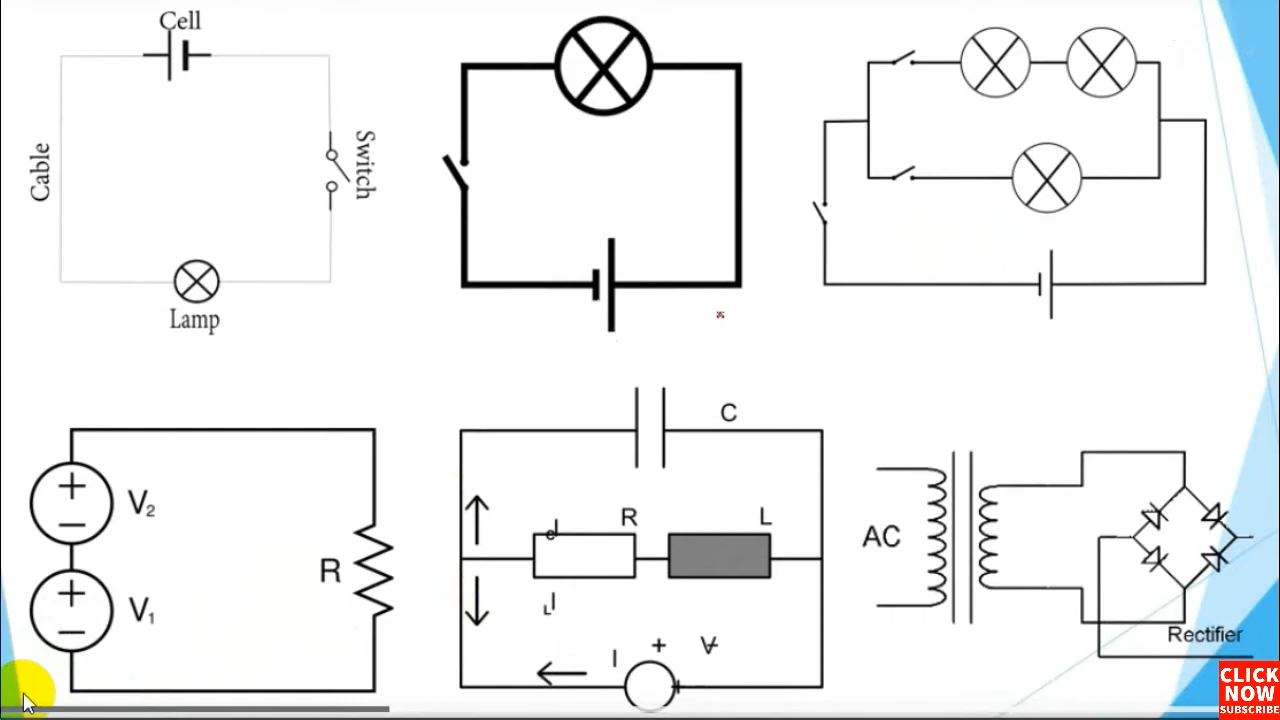 Cell
Cable
Switch
Lamp
V₂
V₁
R
C
R
L
I
c
I
L
I
+
V
AC
Rectifier
CLICK
NOW
SUBSCRIBE